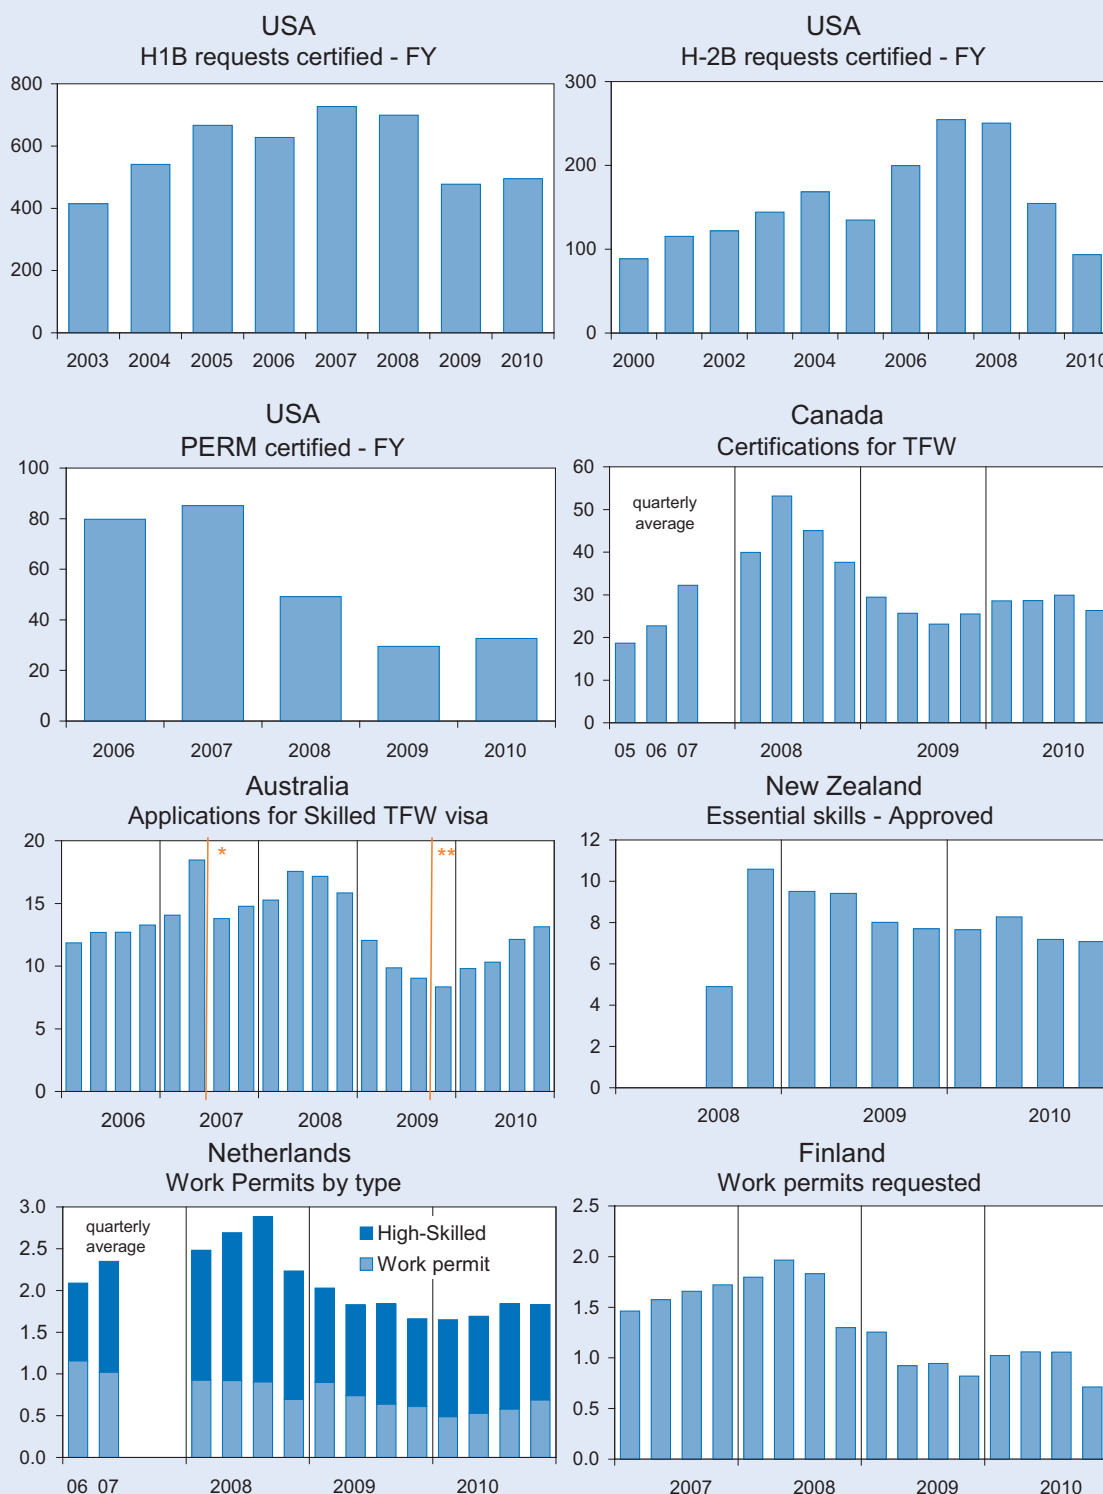 USA
H1B requests certified - FY
800
600
400
200
0
2003 2004 2005 2006 2007 2008 2009 2010
USA
H-2B requests certified - FY
300
200
100
0
2000 2002 2004 2006 2008 2010
USA
PERM certified - FY
100
80
60
40
20
0
2006 2007 2008 2009 2010
Canada
Certifications for TFW
60
50
40
30
20
10
0
quarterly
average
05 06 07 2008 2009 2010
Australia
Applications for Skilled TFW visa
20
15
10
5
0
* **
2006 2007 2008 2009 2010
New Zealand
Essential skills - Approved
12
10
8
6
4
2
0
2008 2009 2010
Netherlands
Work Permits by type
3.0
2.5
2.0
1.5
1.0
0.5
0.0
quarterly
average
High-Skilled
Work permit
06 07 2008 2009 2010
Finland
Work permits requested
2.5
2.0
1.5
1.0
0.5
0.0
2007 2008 2009 2010